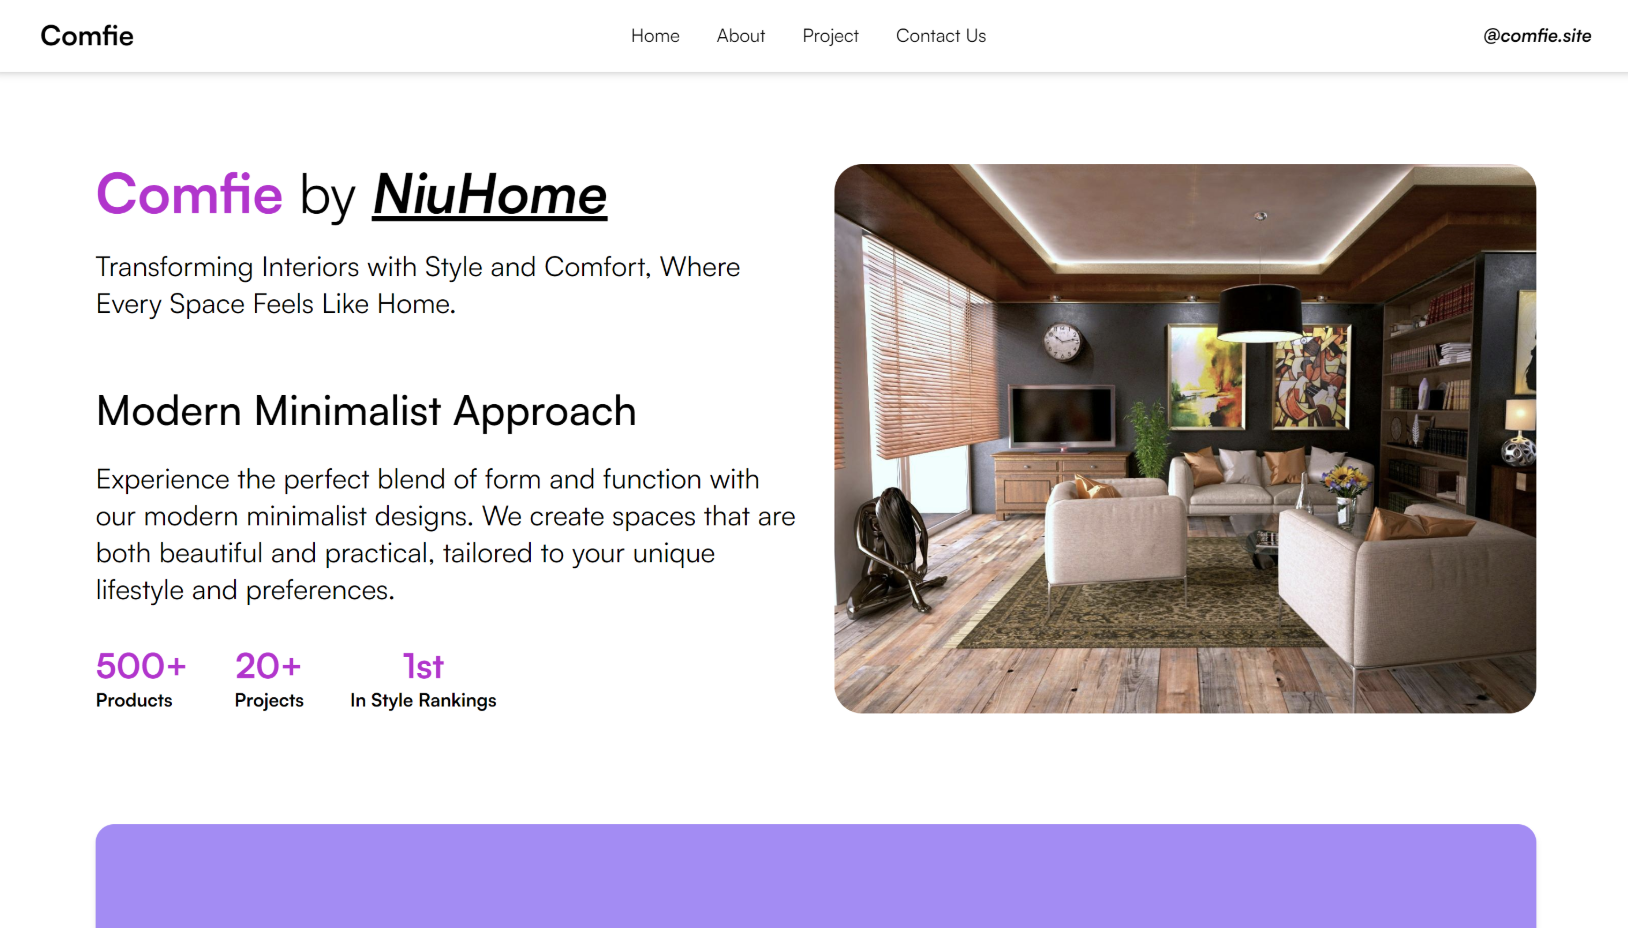 Comfie
Home
About
Project
Contact Us
@comfie.site
Comfie by NiuHome
Transforming Interiors with Style and Comfort, Where
Every Space Feels Like Home.
Modern Minimalist Approach
Experience the perfect blend of form and function with
our modern minimalist designs. We create spaces that are
both beautiful and practical, tailored to your unique
lifestyle and preferences.
500+
Products
20+
Projects
1st
In Style Rankings